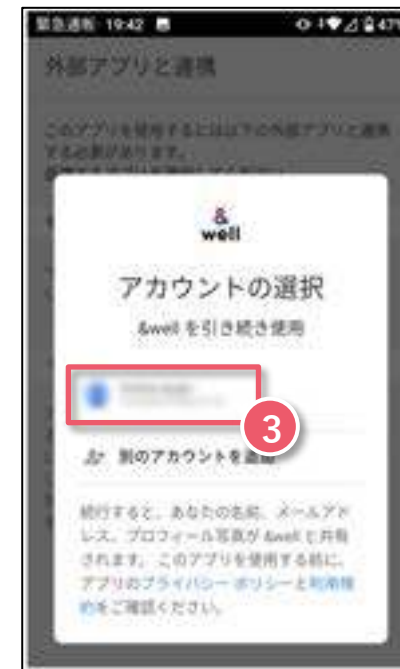 緊急通報 19:42 47%
外部アプリと連携
このアプリを使用するには以下の外部アプリと連携
する必要があります。
&
well
アカウントの選択
&well を引き続き使用
3
別のアカウントを追加
続行すると、あなたの名前、メールアド
レス、プロフィール写真が &well と共有
されます。このアプリを使用する前に、
アプリのプライバシー ポリシーと利用規
約をご確認ください。